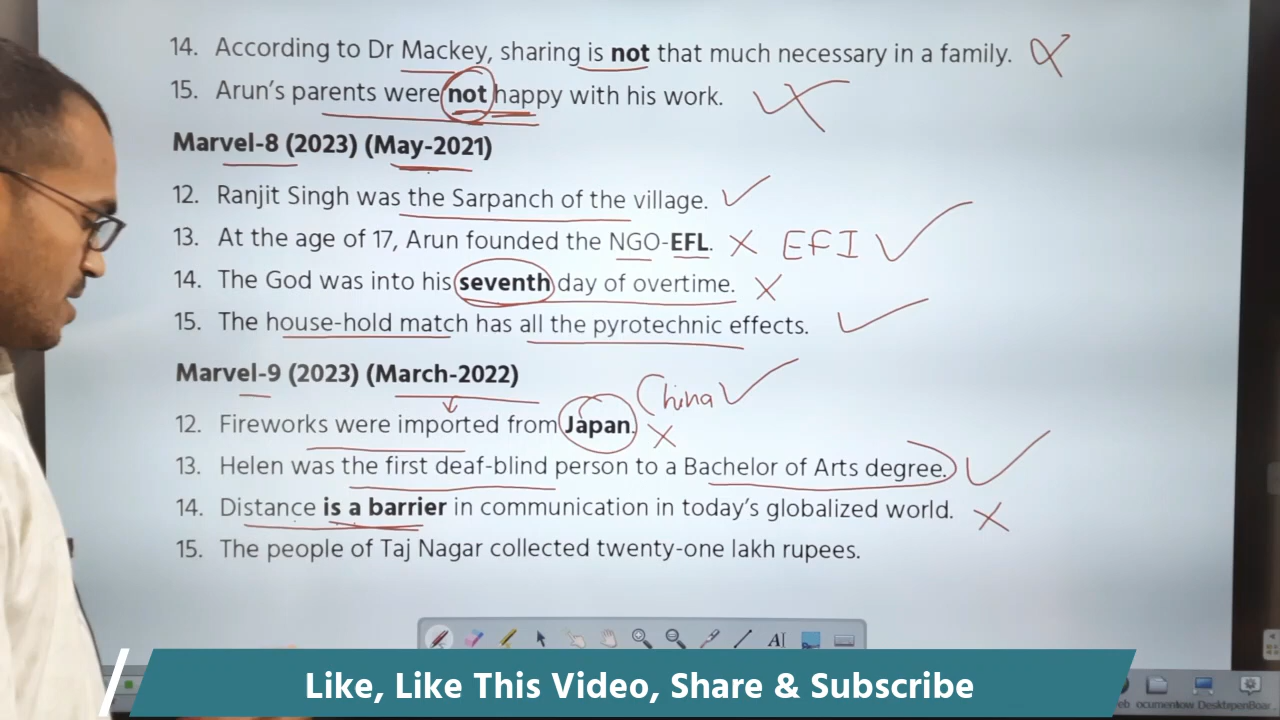 14. According to Dr Mackey, sharing is not that much necessary in a family.
15. Arun's parents were not happy with his work.
Marvel-8 (2023) (May-2021)
12. Ranjit Singh was the Sarpanch of the village.
13. At the age of 17, Arun founded the NGO-EFL. EFI
14. The God was into his seventh day of overtime.
15. The house-hold match has all the pyrotechnic effects.
Marvel-9 (2023) (March-2022)
China
12. Fireworks were imported from Japan.
13. Helen was the first deaf-blind person to a Bachelor of Arts degree.
14. Distance is a barrier in communication in today's globalized world.
15. The people of Taj Nagar collected twenty-one lakh rupees.
Like, Like This Video, Share & Subscribe